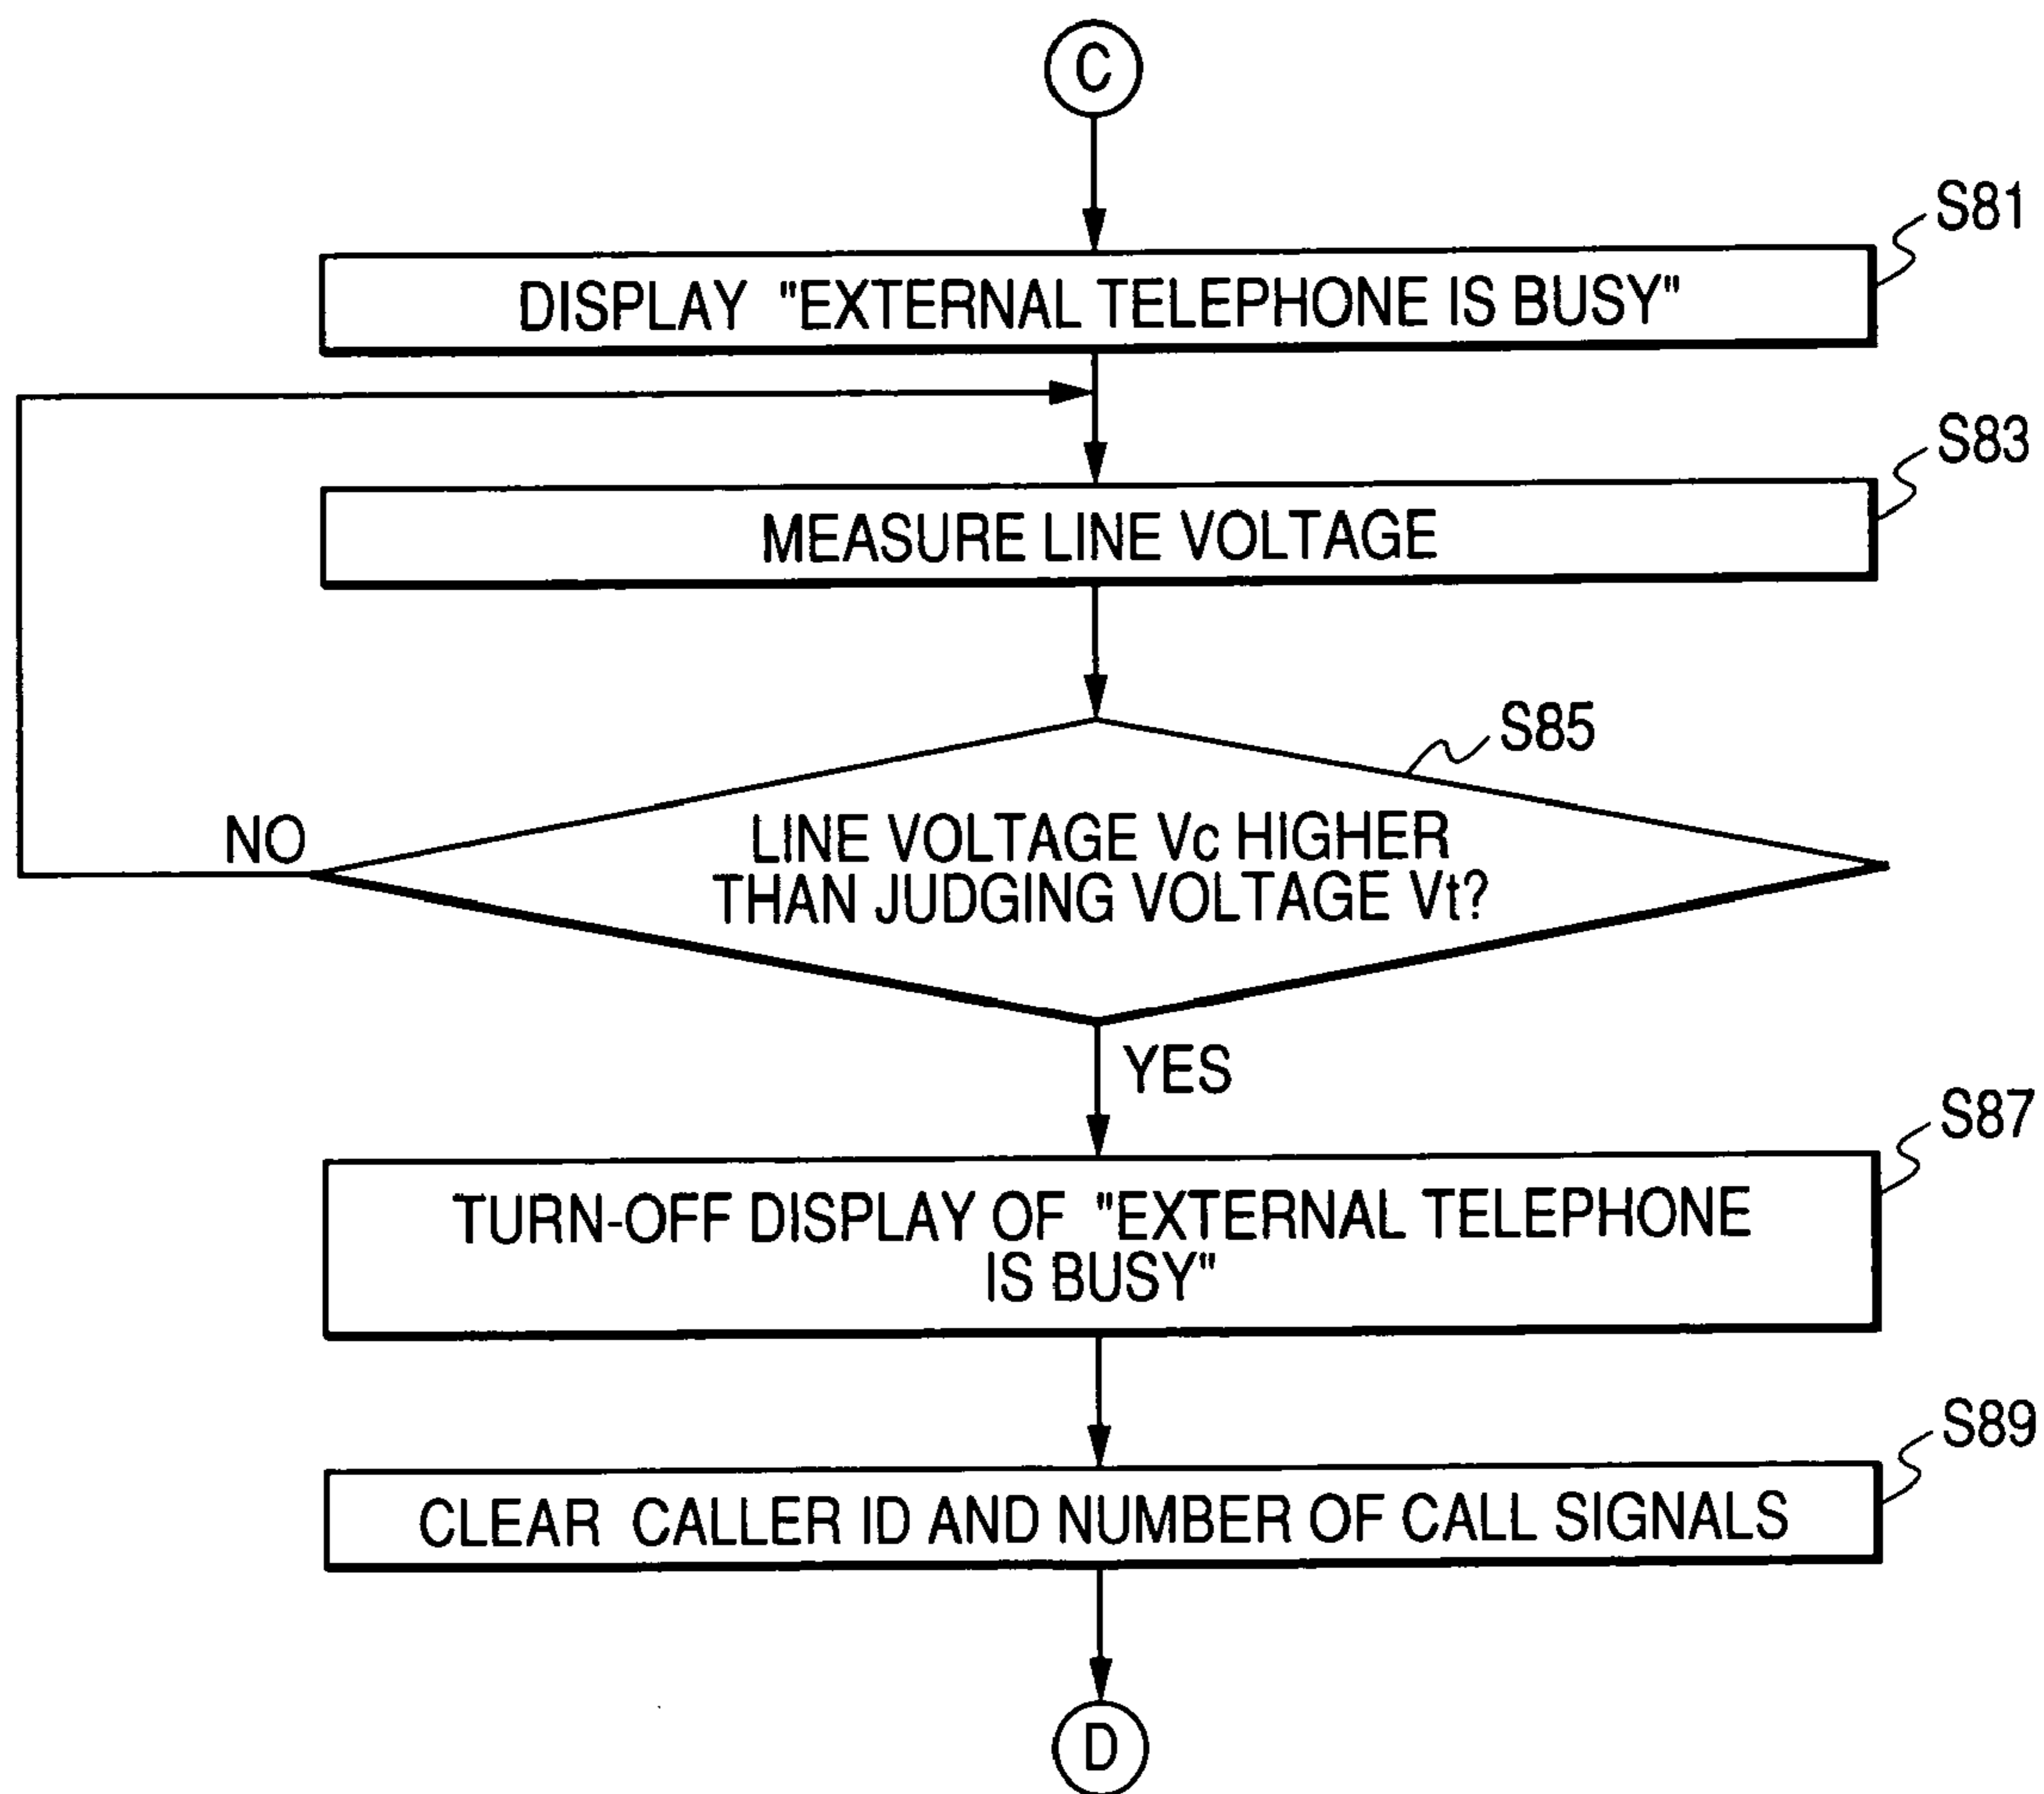 C
S81
DISPLAY "EXTERNAL TELEPHONE IS BUSY"
S83
MEASURE LINE VOLTAGE
S85
LINE VOLTAGE Vc HIGHER
THAN JUDGING VOLTAGE Vt?
NO
YES
S87
TURN-OFF DISPLAY OF "EXTERNAL TELEPHONE
IS BUSY"
S89
CLEAR CALLER ID AND NUMBER OF CALL SIGNALS
D